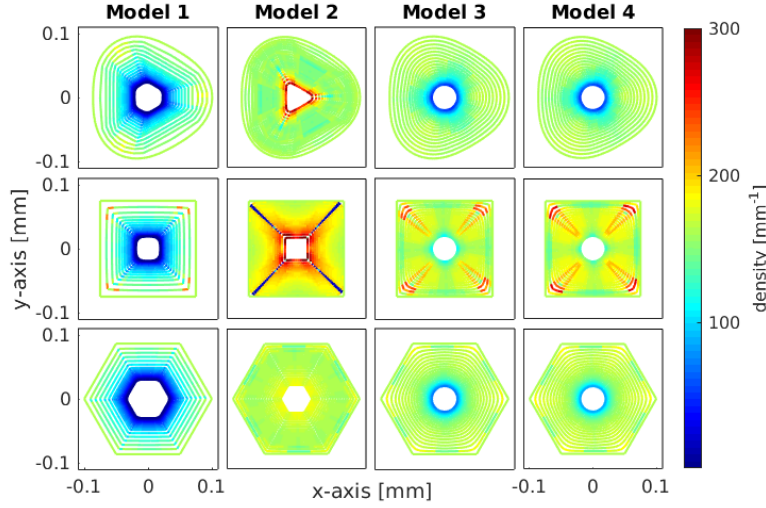 Model 1 Model 2 Model 3 Model 4
0.1
0
-0.1
0.1
0
-0.1
0.1
0
-0.1
y-axis [mm]
-0.1 0 0.1 -0.1 0 0.1
x-axis [mm]
300
200
100
density [mm⁻¹]